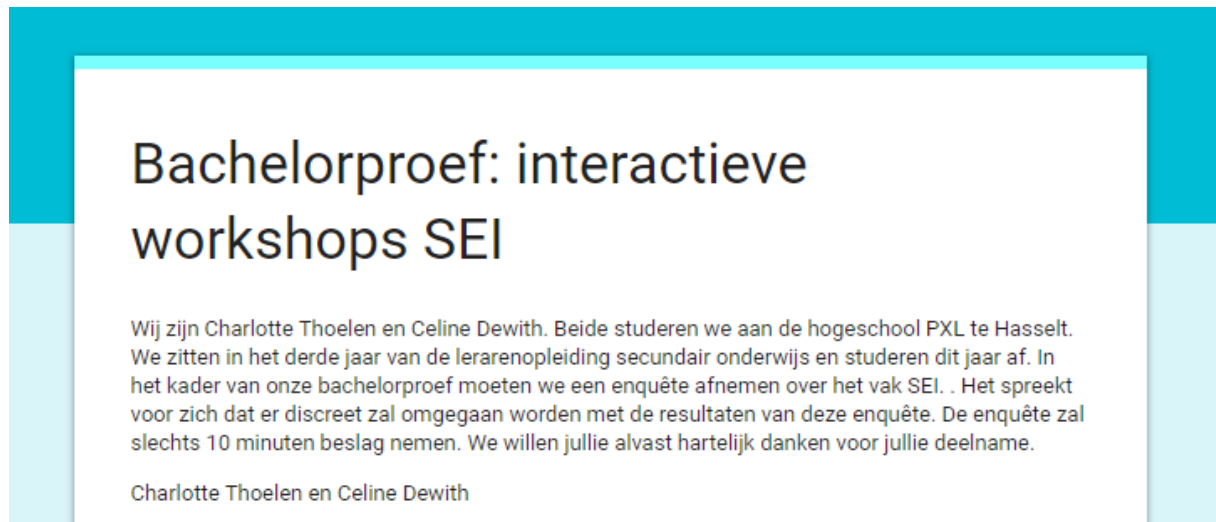 Bachelorproef: interactieve
workshops SEI
Wij zijn Charlotte Thoelen en Celine Dewith. Beide studeren we aan de hogeschool PXL te Hasselt.
We zitten in het derde jaar van de lerarenopleiding secundair onderwijs en studeren dit jaar af. In
het kader van onze bachelorproef moeten we een enquête afnemen over het vak SEI. . Het spreekt
voor zich dat er discreet zal omgegaan worden met de resultaten van deze enquête. De enquête zal
slechts 10 minuten beslag nemen. We willen jullie alvast hartelijk danken voor jullie deelname.
Charlotte Thoelen en Celine Dewith